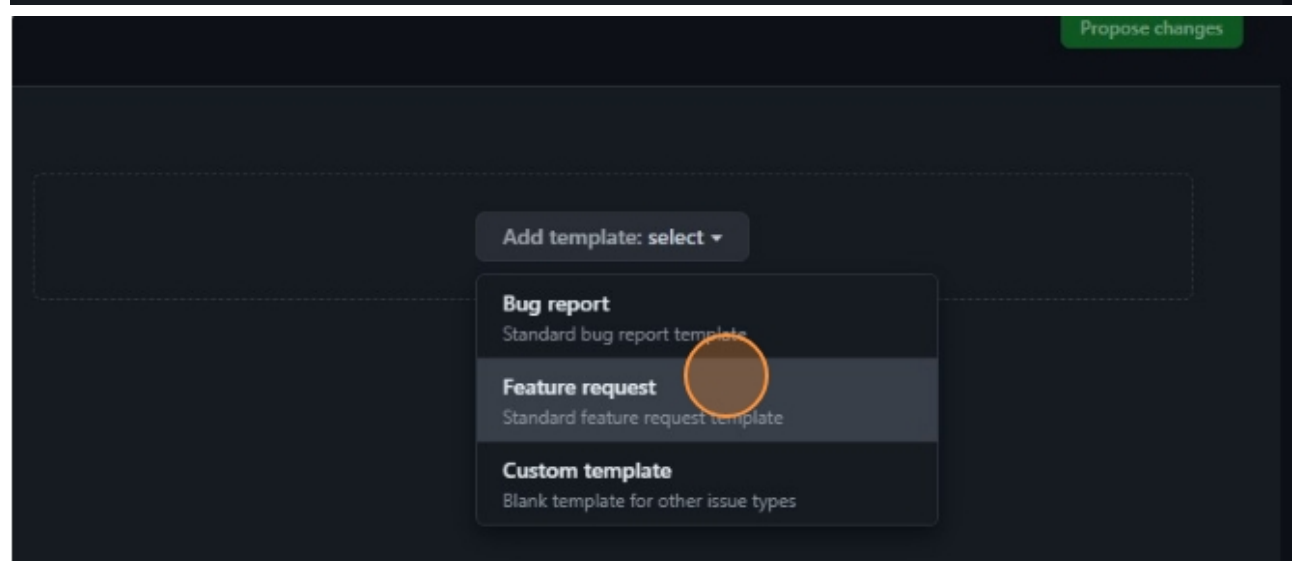 Propose changes
Add template: select
Bug report
Standard bug report template
Feature request
Standard feature request template
Custom template
Blank template for other issue types